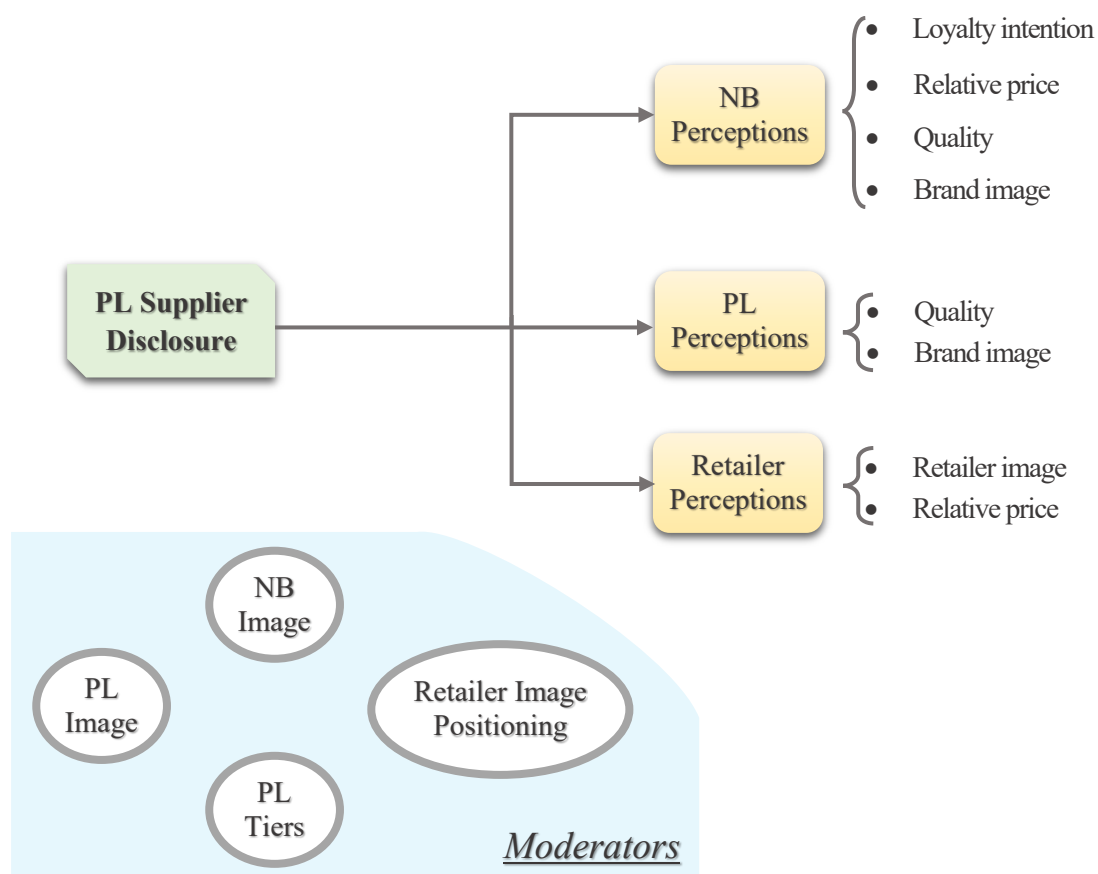 Loyalty intention
Relative price
Quality
Brand image
NB
Perceptions
PL Supplier
Disclosure
PL
Perceptions
Quality
Brand image
Retailer
Perceptions
Retailer image
Relative price
NB
Image
PL
Image
Retailer Image
Positioning
PL
Tiers
Moderators